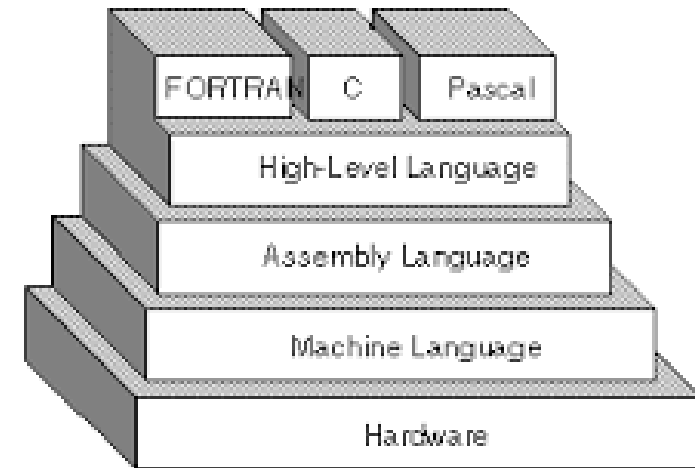 FORTRAN C Pascal
High-Level Language
Assembly Language
Machine Language
Hardware